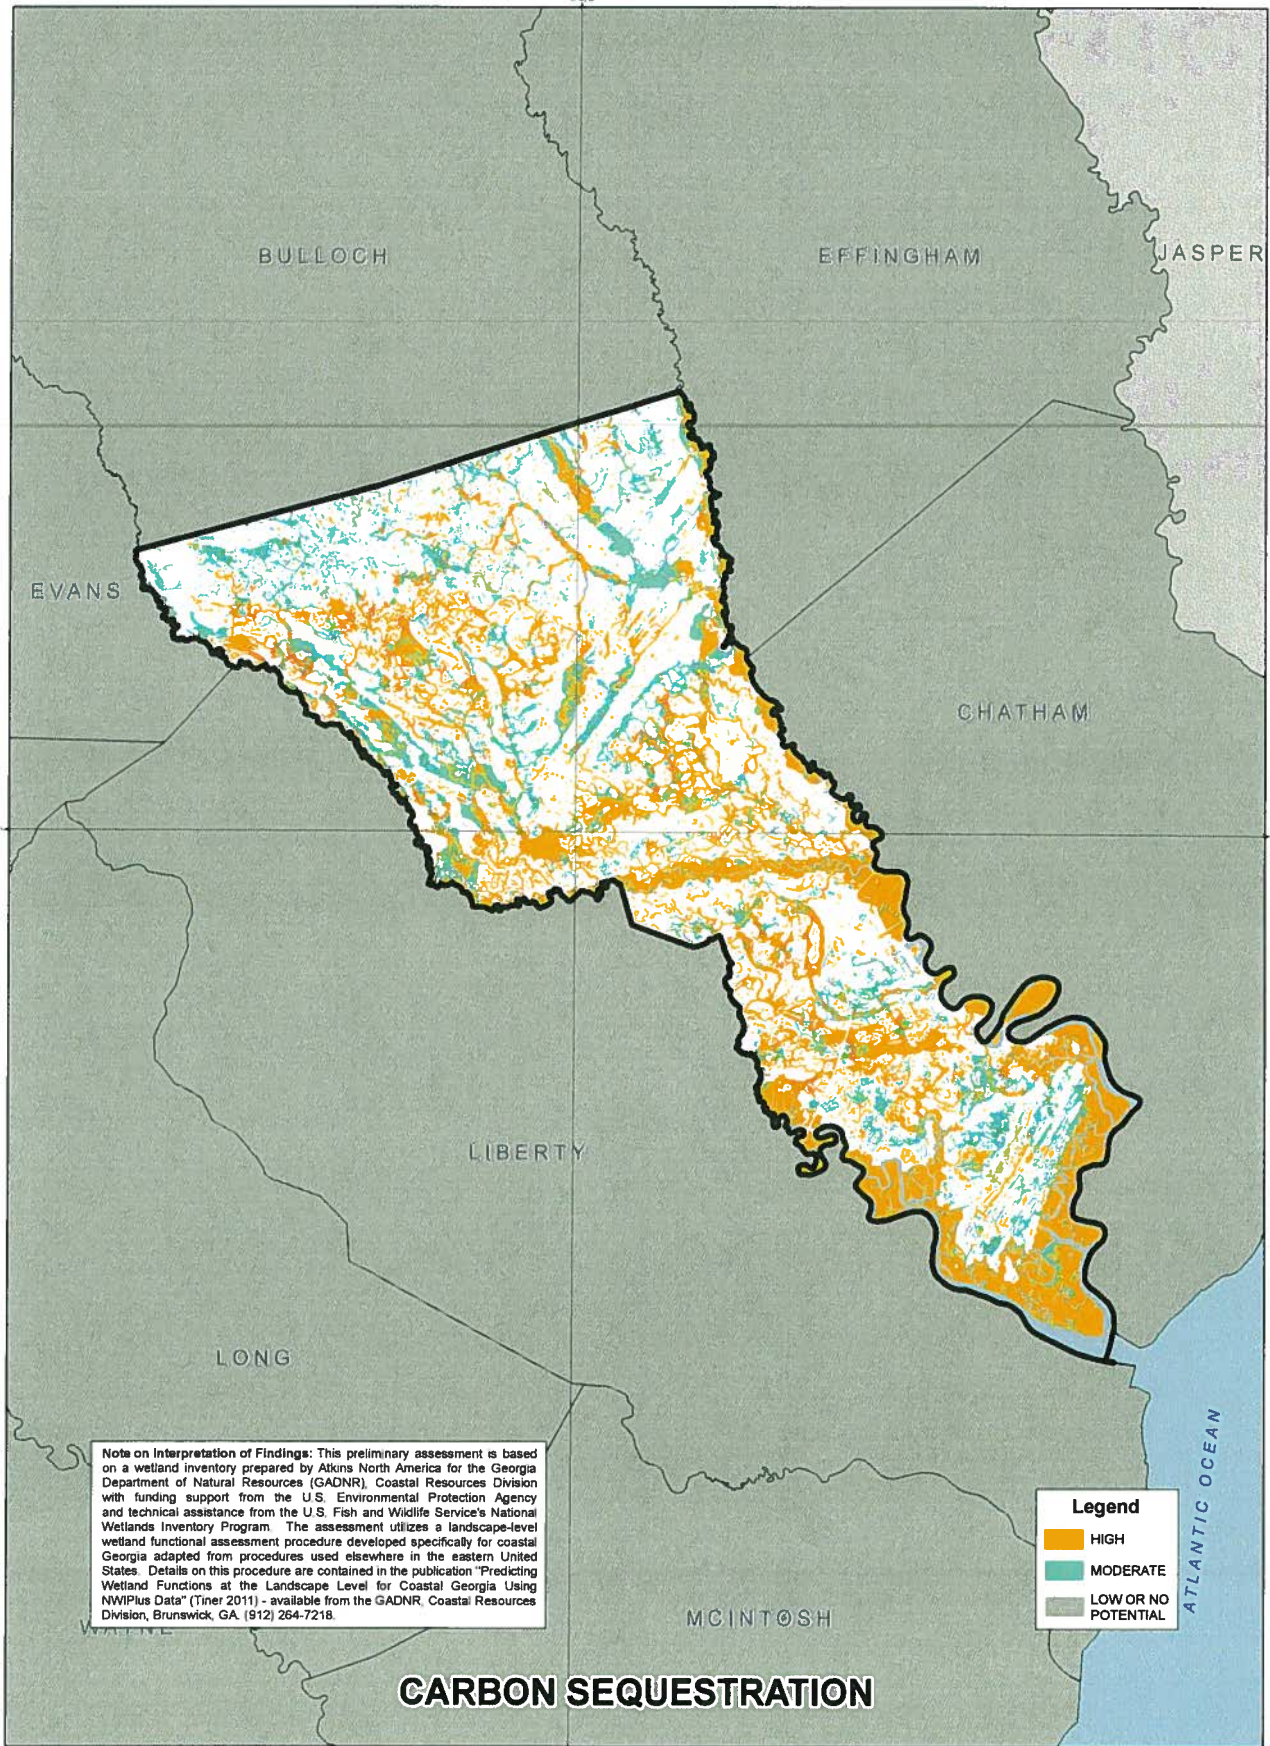 BULLOCH
EFFINGHAM
JASPER
EVANS
CHATHAM
LIBERTY
LONG
ATLANTIC OCEAN
Note on Interpretation of Findings: This preliminary assessment is based
on a wetland inventory prepared by Atkins North America for the Georgia
Department of Natural Resources (GADNR), Coastal Resources Division
with funding support from the U.S. Environmental Protection Agency
and technical assistance from the U.S. Fish and Wildlife Service's National
Wetlands Inventory Program. The assessment utilizes a landscape-level
wetland functional assessment procedure developed specifically for coastal
Georgia adapted from procedures used elsewhere in the eastern United
States. Details on this procedure are contained in the publication "Predicting
Wetland Functions at the Landscape Level for Coastal Georgia Using
NWIPlus Data" (Tiner 2011) - available from the GADNR, Coastal Resources
Division, Brunswick, GA. (912) 264-7218.
Legend
HIGH
MODERATE
LOW OR NO
POTENTIAL
WAYNE
MCINTOSH
CARBON SEQUESTRATION